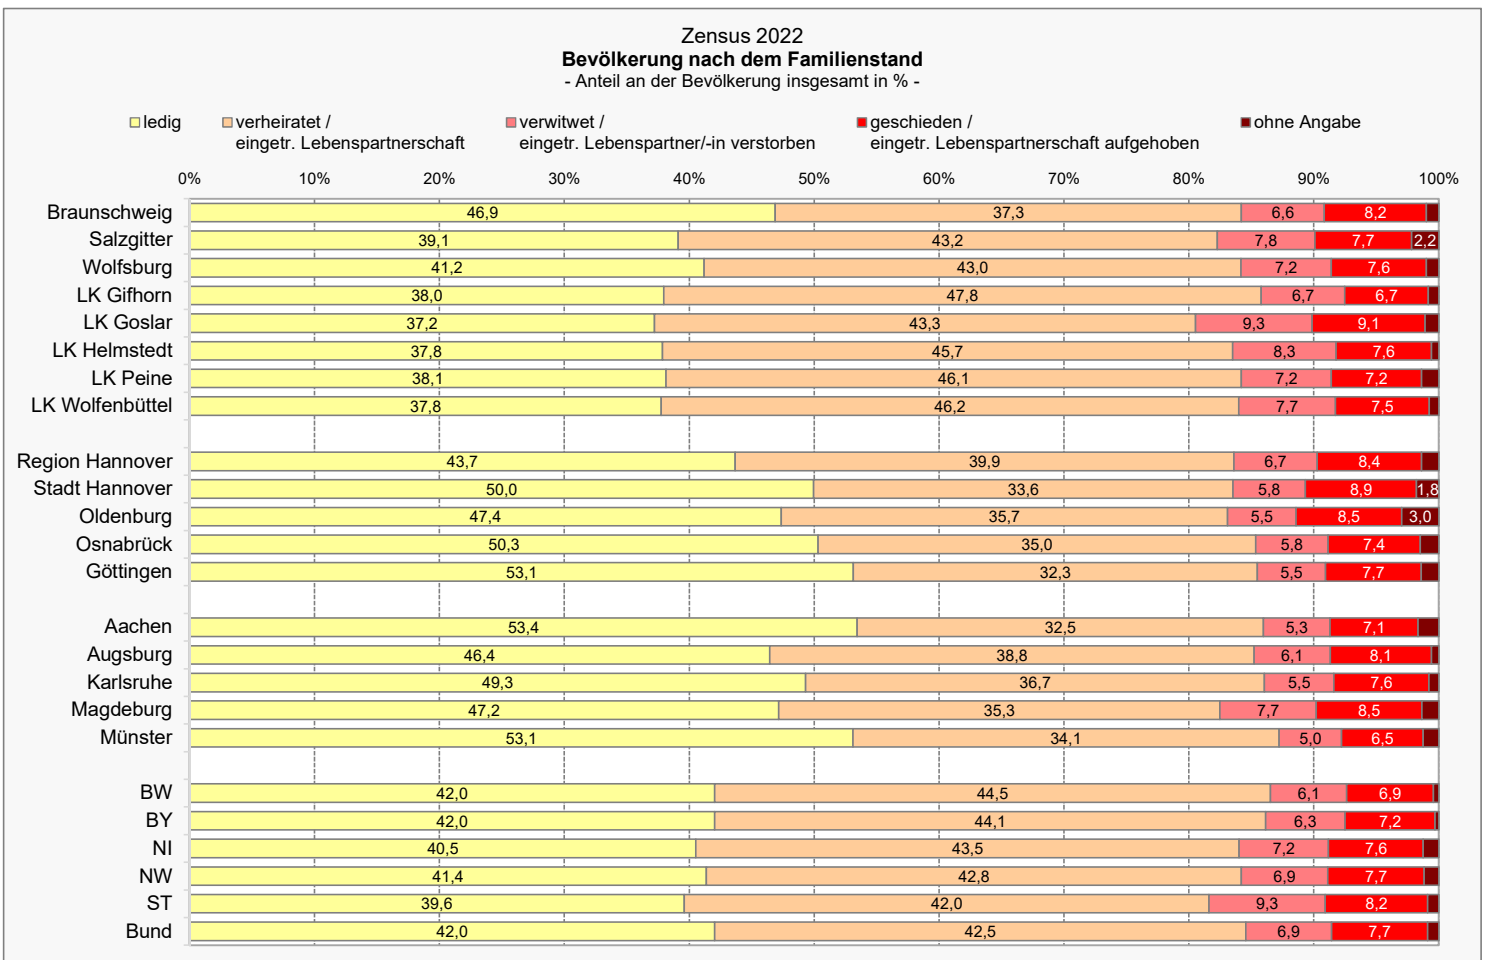 Zensus 2022
Bevölkerung nach dem Familienstand
- Anteil an der Bevölkerung insgesamt in % -
ledig
verheiratet /
eingetr. Lebenspartnerschaft
verwitwet /
eingetr. Lebenspartner/-in verstorben
geschieden /
eingetr. Lebenspartnerschaft aufgehoben
ohne Angabe
0% 10% 20% 30% 40% 50% 60% 70% 80% 90% 100%
Braunschweig 46,9 37,3 6,6 8,2
Salzgitter 39,1 43,2 7,8 7,7 2,2
Wolfsburg 41,2 43,0 7,2 7,6
LK Gifhorn 38,0 47,8 6,7 6,7
LK Goslar 37,2 43,3 9,3 9,1
LK Helmstedt 37,8 45,7 8,3 7,6
LK Peine 38,1 46,1 7,2 7,2
LK Wolfenbüttel 37,8 46,2 7,7 7,5
Region Hannover 43,7 39,9 6,7 8,4
Stadt Hannover 50,0 33,6 5,8 8,9 1,8
Oldenburg 47,4 35,7 5,5 8,5 3,0
Osnabrück 50,3 35,0 5,8 7,4
Göttingen 53,1 32,3 5,5 7,7
Aachen 53,4 32,5 5,3 7,1
Augsburg 46,4 38,8 6,1 8,1
Karlsruhe 49,3 36,7 5,5 7,6
Magdeburg 47,2 35,3 7,7 8,5
Münster 53,1 34,1 5,0 6,5
BW 42,0 44,5 6,1 6,9
BY 42,0 44,1 6,3 7,2
NI 40,5 43,5 7,2 7,6
NW 41,4 42,8 6,9 7,7
ST 39,6 42,0 9,3 8,2
Bund 42,0 42,5 6,9 7,7